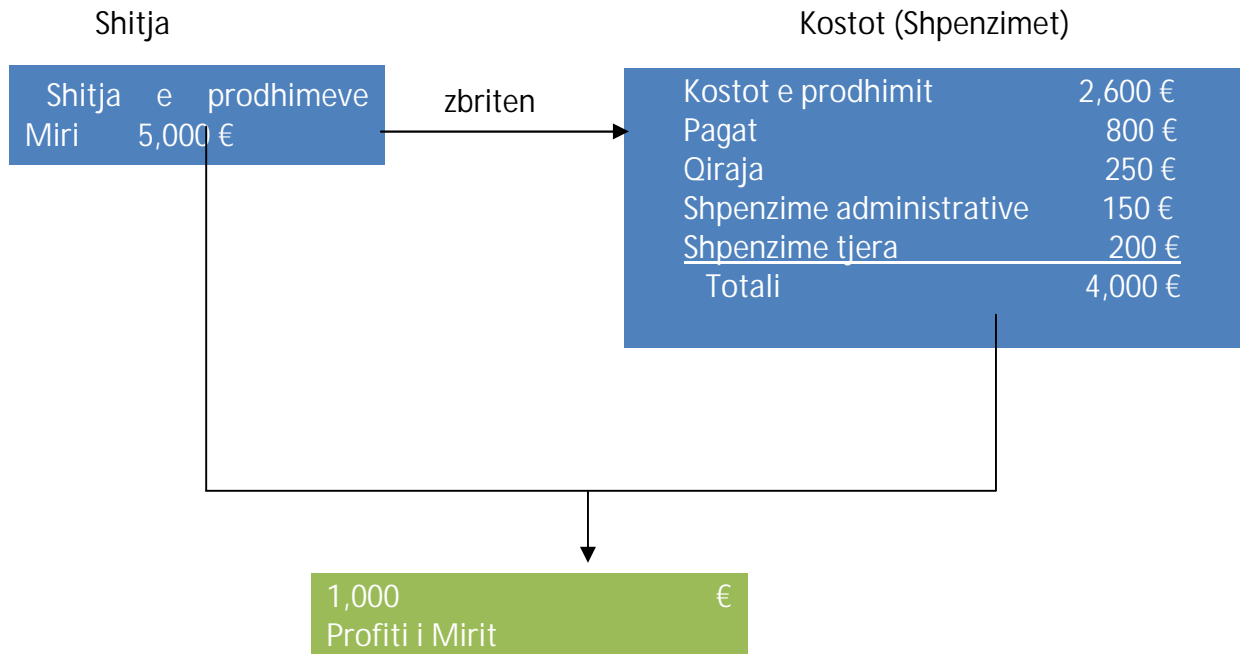 Shitja
Kostot (Shpenzimet)
Shitja e prodhimeve
Miri 5,000 €
zbriten
Kostot e prodhimit 2,600 €
Pagat 800 €
Qiraja 250 €
Shpenzime administrative 150 €
Shpenzime tjera 200 €
Totali 4,000 €
1,000 €
Profiti i Mirit